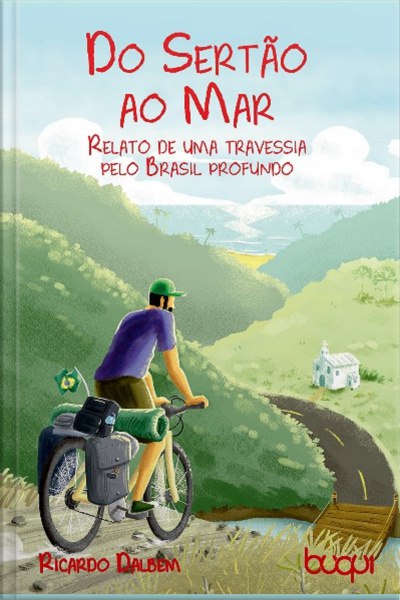 DO SERTÃO
AO MAR
RELATO DE UMA TRAVESSIA
PELO BRASIL PROFUNDO
RICARDO DALBEM
buqui